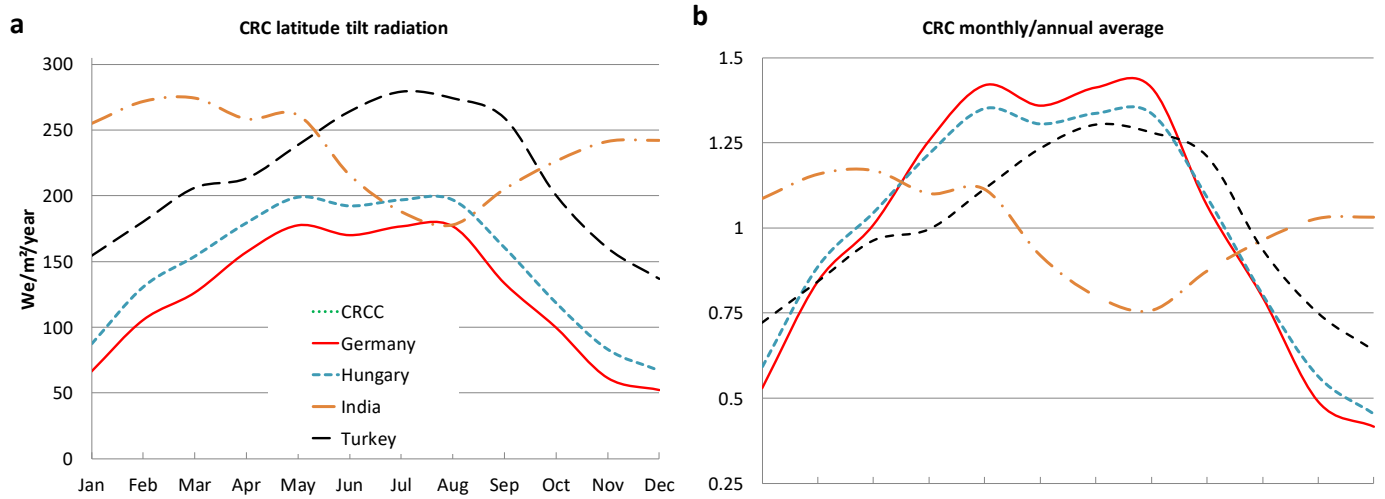 a
CRC latitude tilt radiation
We/m²/year
300
250
200
150
100
50
0
CRCC
Germany
Hungary
India
Turkey
Jan Feb Mar Apr May Jun Jul Aug Sep Oct Nov Dec
b
CRC monthly/annual average
1.5
1.25
1
0.75
0.5
0.25